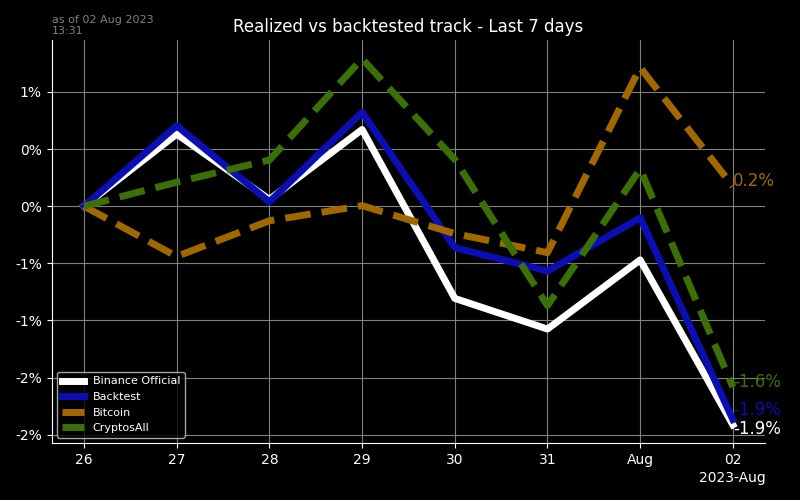 as of 02 Aug 2023
13:31
Realized vs backtested track - Last 7 days
1%
0%
0%
-1%
-1%
-2%
-2%
0.2%
-1.6%
-1.9%
-1.9%
Binance Official
Backtest
Bitcoin
CryptosAll
26 27 28 29 30 31 Aug 02
2023-Aug